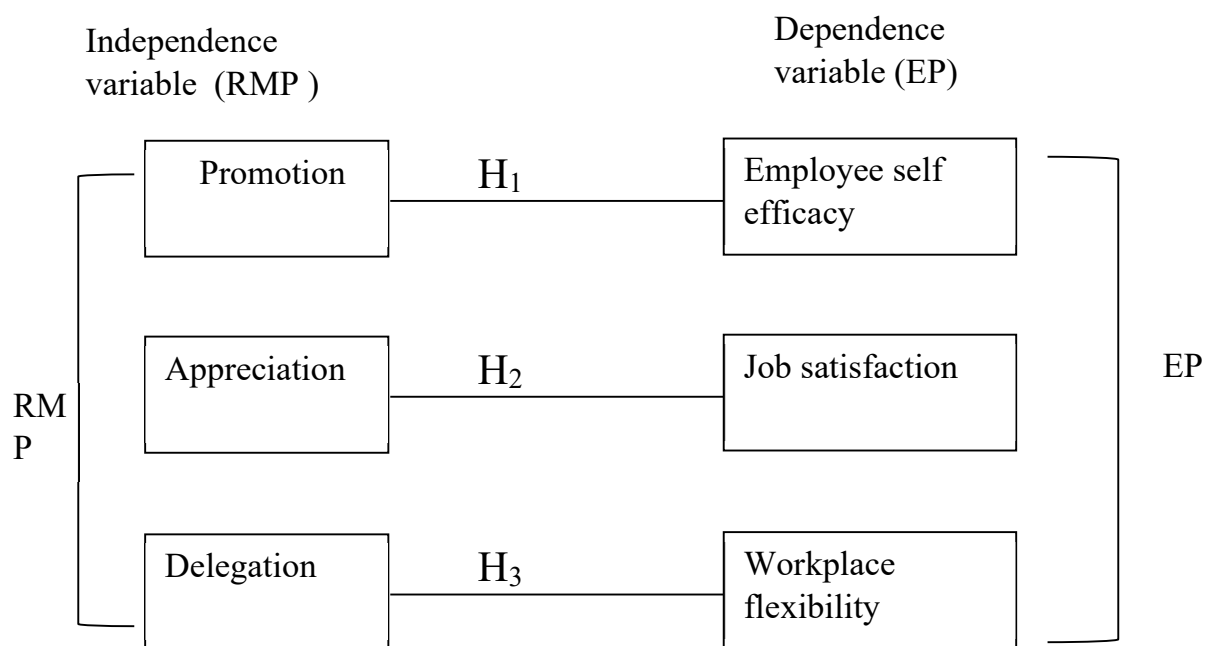 Independence
variable (RMP )
Dependence
variable (EP)
Promotion
H₁
Employee self
efficacy
Appreciation
H₂
Job satisfaction
EP
RM
P
Delegation
H₃
Workplace
flexibility